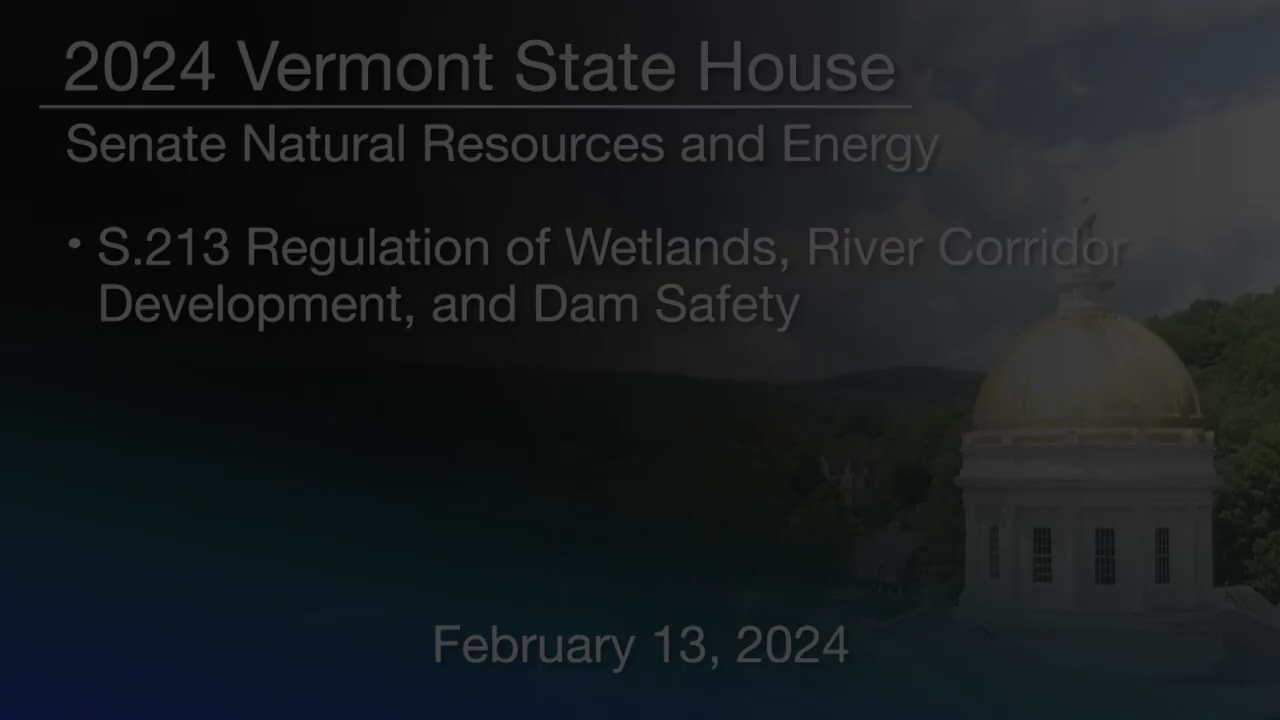 2024 Vermont State House
Senate Natural Resources and Energy
• S.213 Regulation of Wetlands, River Corridor
Development, and Dam Safety
February 13, 2024